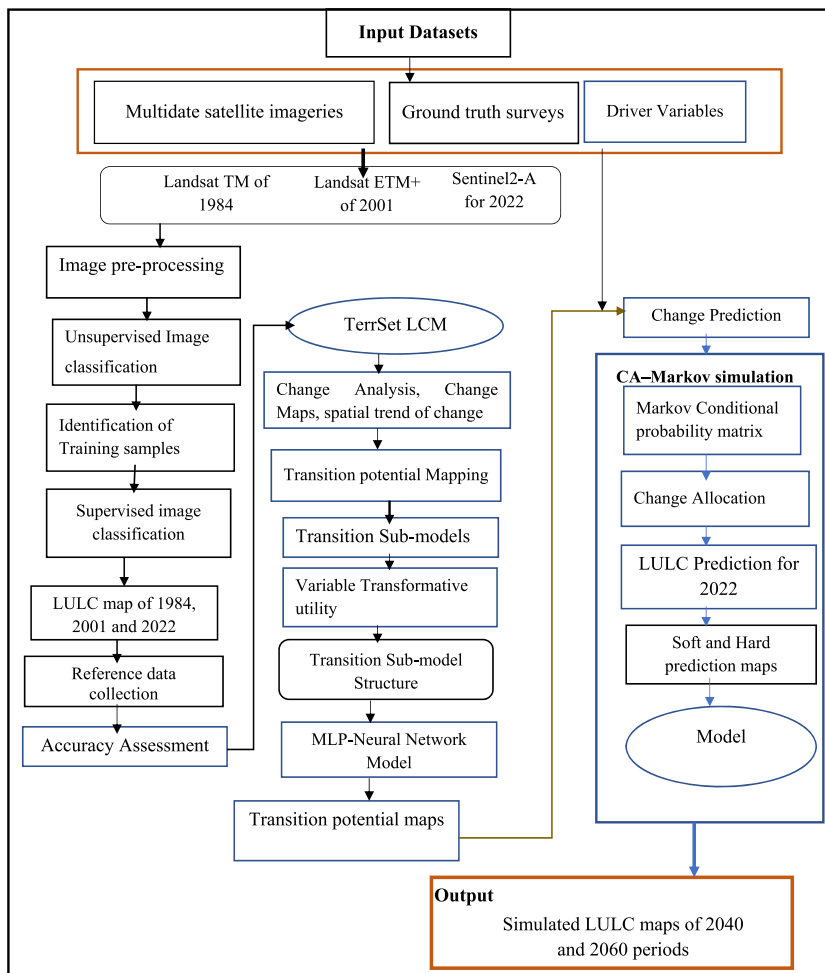 Input Datasets
Multidate satellite imageries
Ground truth surveys
Driver Variables
Landsat TM of
1984
Landsat ETM+
of 2001
Sentinel2-A
for 2022
Image pre-processing
Unsupervised Image
classification
Identification of
Training samples
Supervised image
classification
LULC map of 1984,
2001 and 2022
Reference data
collection
Accuracy Assessment
TerrSet LCM
Change Analysis, Change
Maps, spatial trend of change
Transition potential Mapping
Transition Sub-models
Variable Transformative
utility
Transition Sub-model
Structure
MLP-Neural Network
Model
Transition potential maps
Change Prediction
CA–Markov simulation
Markov Conditional
probability matrix
Change Allocation
LULC Prediction for
2022
Soft and Hard
prediction maps
Model
Output
Simulated LULC maps of 2040
and 2060 periods